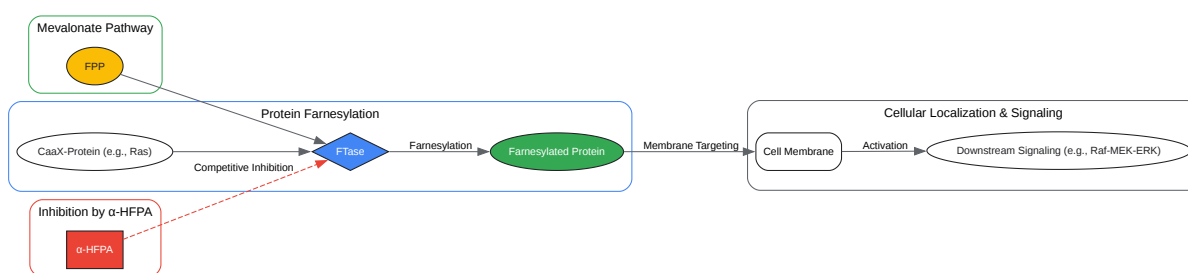 Mevalonate Pathway
FPP
Protein Farnesylation
CaaX-Protein (e.g., Ras)
FTase
Farnesylation
Farnesylated Protein
Competitive Inhibition
Membrane Targeting
Cellular Localization & Signaling
Cell Membrane
Activation
Downstream Signaling (e.g., Raf-MEK-ERK)
Inhibition by α-HFPA
α-HFPA